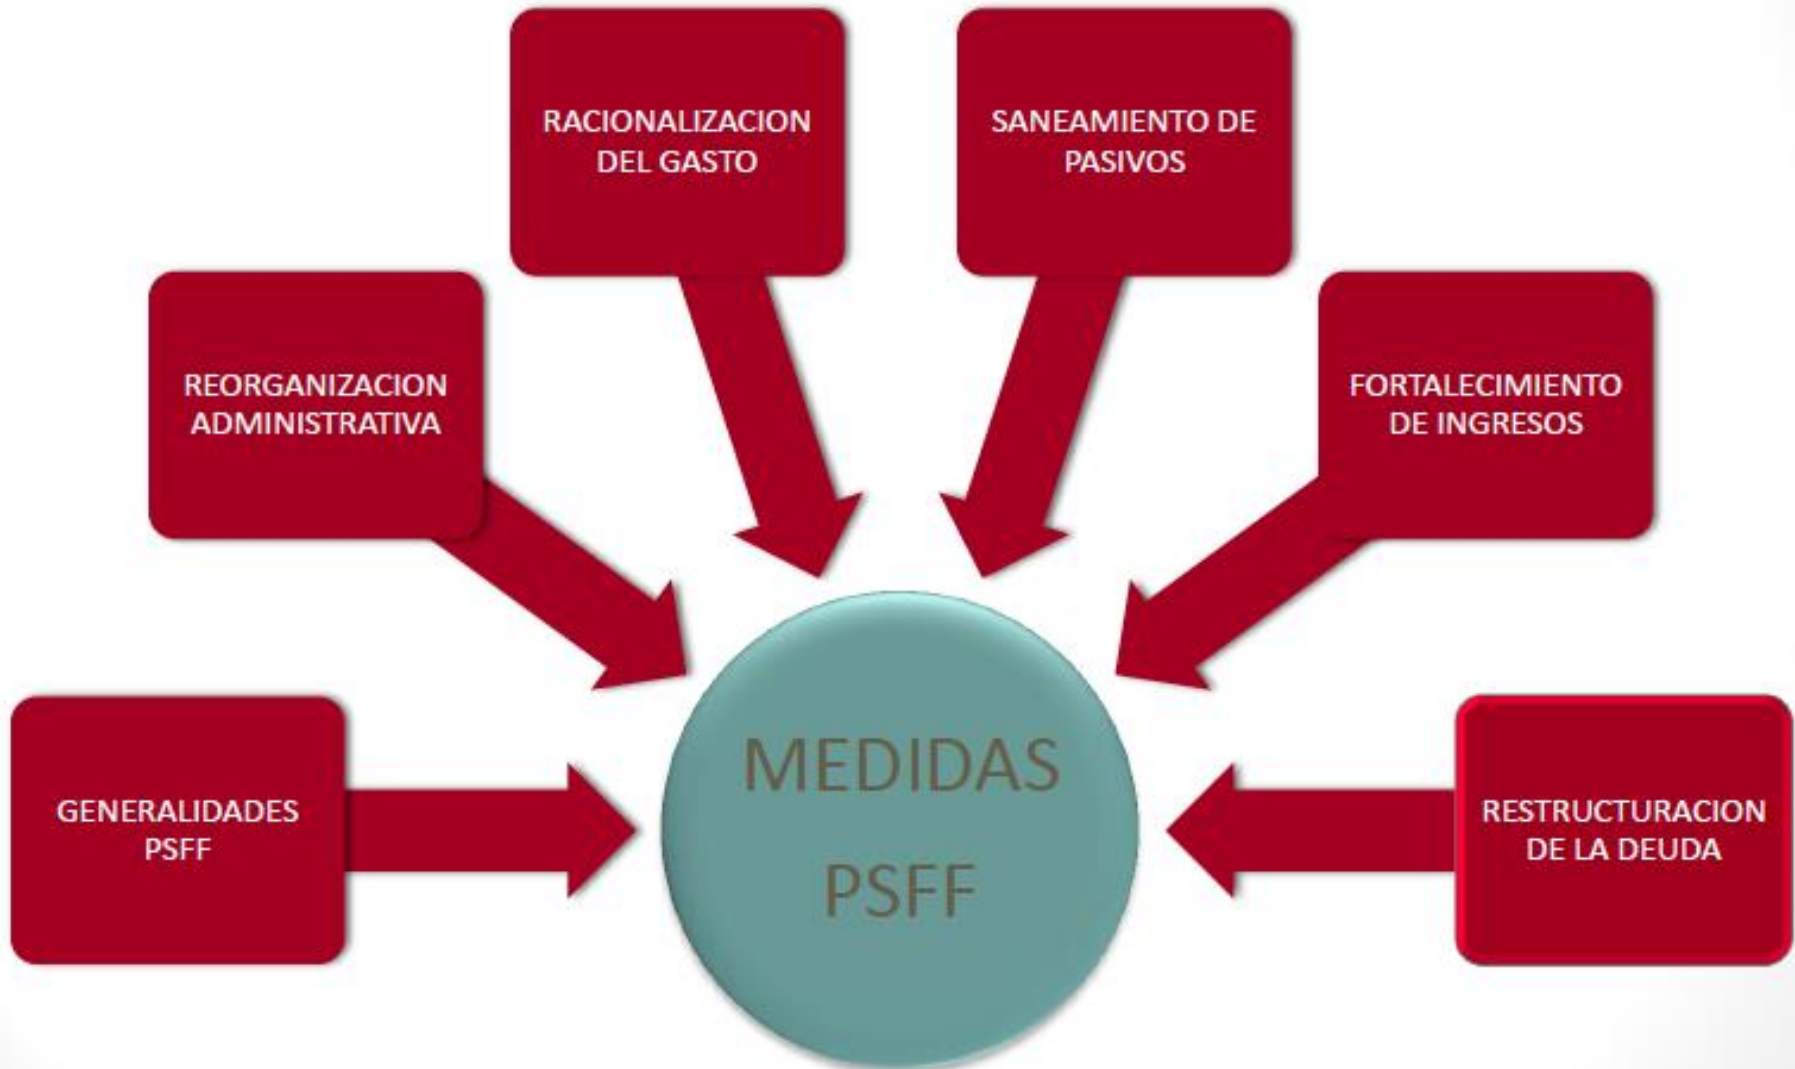 RACIONALIZACION
DEL GASTO
SANEAMIENTO DE
PASIVOS
REORGANIZACION
ADMINISTRATIVA
FORTALECIMIENTO
DE INGRESOS
GENERALIDADES
PSFF
MEDIDAS
PSFF
RESTRUCTURACION
DE LA DEUDA